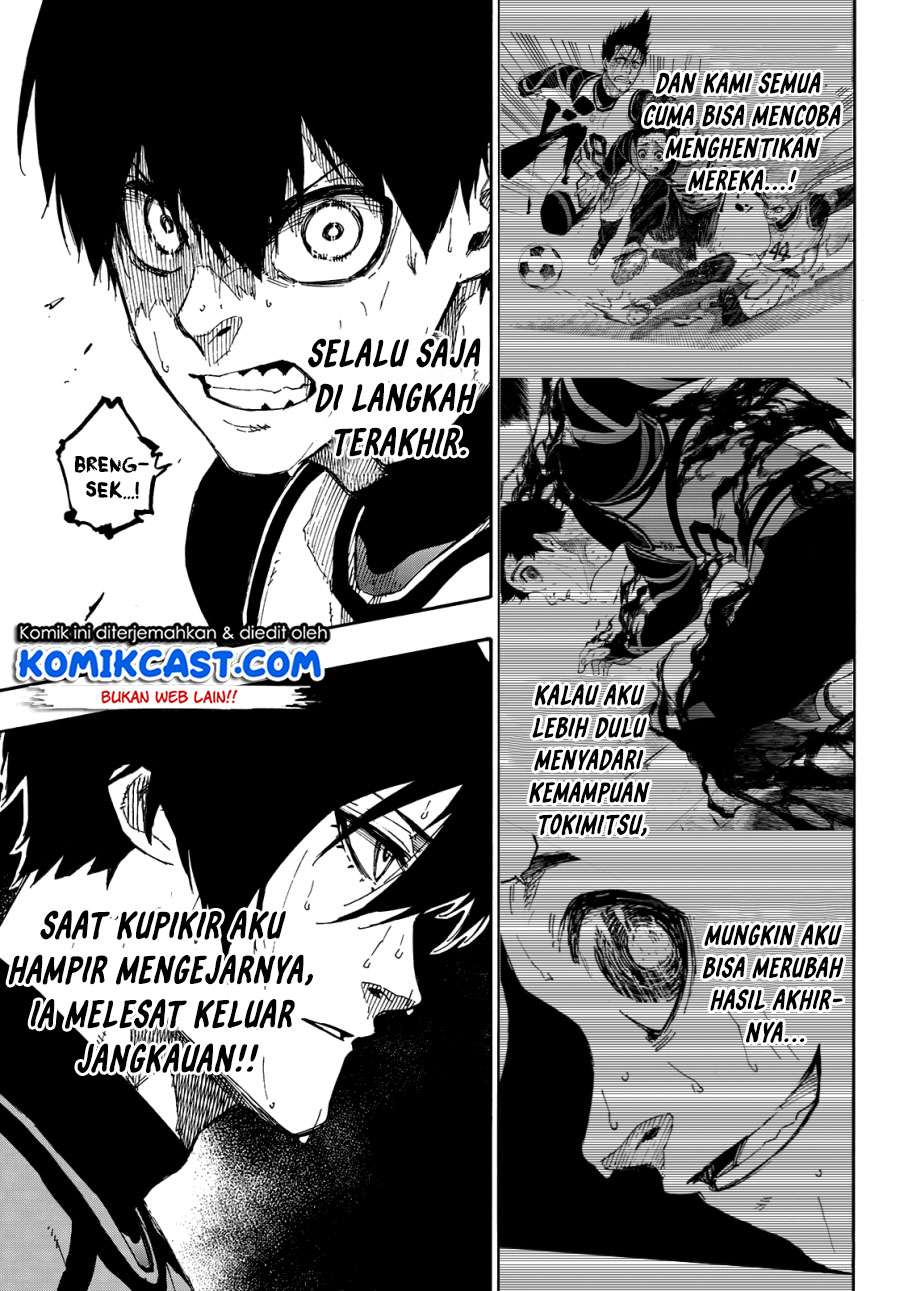 DAN KAMI SEMUA
CUMA BISA MENCOBA
MENGHENTIKAN
MEREKA...!
KALAU AKU
LEBIH DULU
MENYADARI
KEMAMPUAN
TOKIMITSU,
MUNGKIN AKU
BISA MERUBAH
HASIL AKHIR-
NYA...
SELALU SAJA
DI LANGKAH
TERAKHIR.
BRENG-
SEK...!
Komik ini diterjemahkan & diedit oleh
KOMIKCAST.COM
BUKAN WEB LAIN!!
SAAT KUPIKIR AKU
HAMPIR MENGEJARNYA,
IA MELESAT KELUAR
JANGKAUAN!!